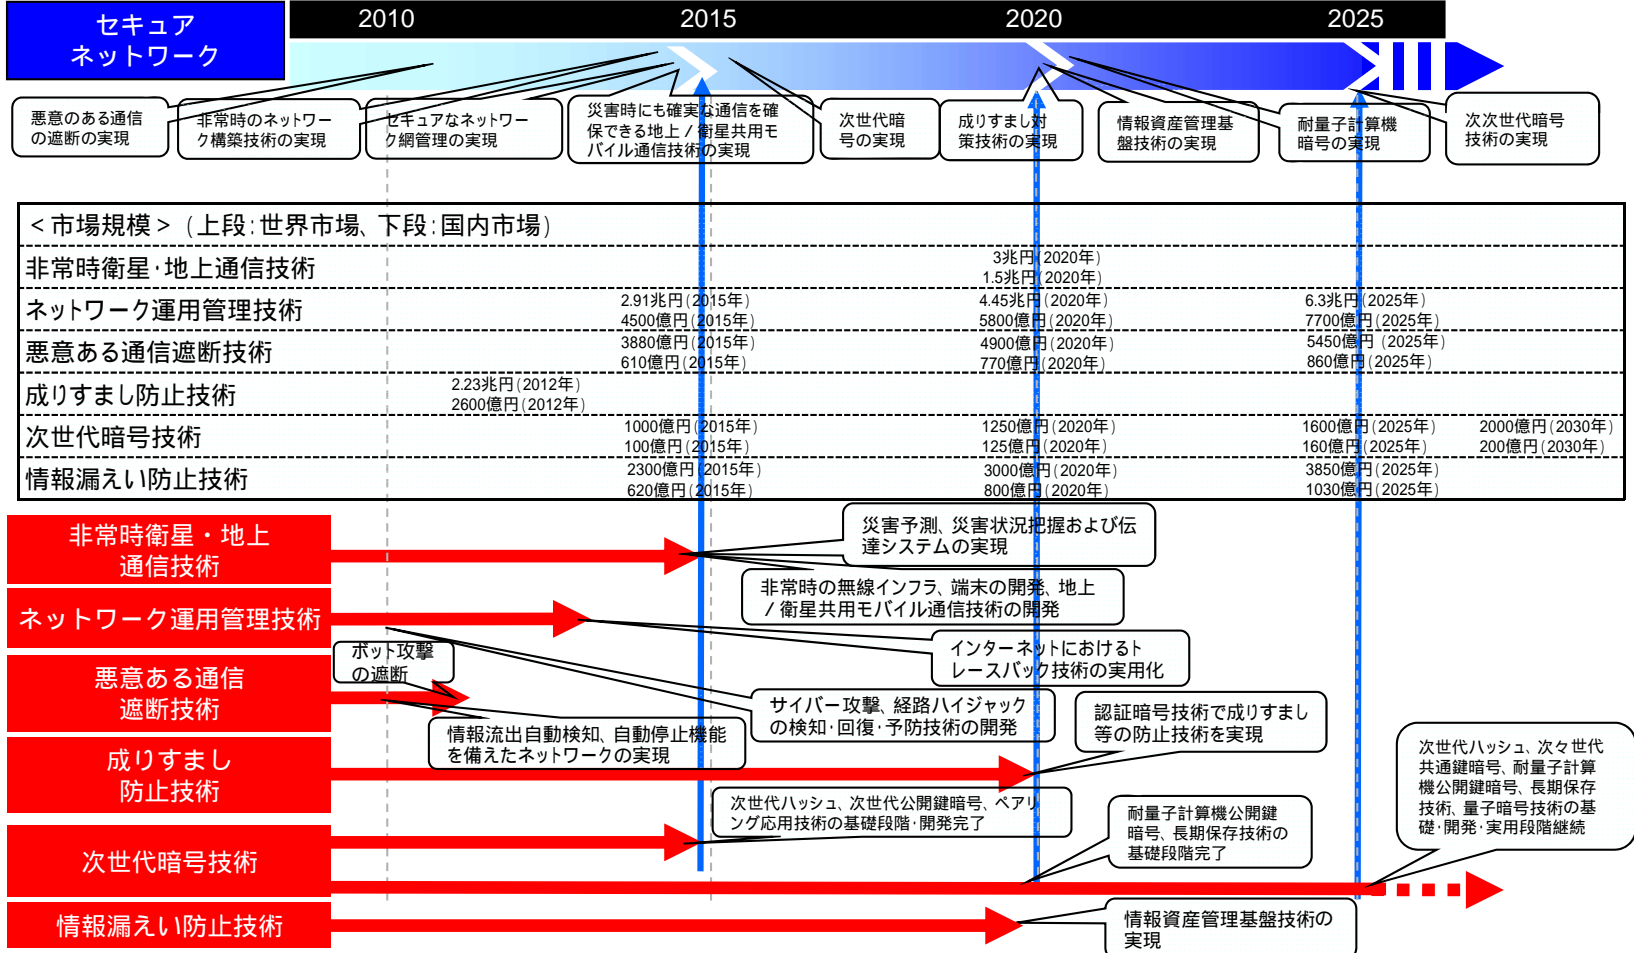 セキュア
ネットワーク
2010
2015
2020
2025
悪意のある通信
の遮断の実現
非常時のネットワー
ク構築技術の実現
セキュアなネットワー
ク網管理の実現
災害時にも確実な通信を確
保できる地上/衛星共用モ
バイル通信技術の実現
次世代暗
号の実現
成りすまし対
策技術の実現
情報資産管理基
盤技術の実現
耐量子計算機
暗号の実現
次次世代暗号
技術の実現
<市場規模>(上段:世界市場、下段:国内市場)
非常時衛星・地上通信技術
3兆円(2020年)
1.5兆円(2020年)
ネットワーク運用管理技術
2.91兆円(2015年)
4500億円(2015年)
4.45兆円(2020年)
5800億円(2020年)
6.3兆円(2025年)
7700億円(2025年)
悪意ある通信遮断技術
3880億円(2015年)
610億円(2015年)
4900億円(2020年)
770億円(2020年)
5450億円(2025年)
860億円(2025年)
成りすまし防止技術
2.23兆円(2012年)
2600億円(2012年)
次世代暗号技術
1000億円(2015年)
100億円(2015年)
1250億円(2020年)
125億円(2020年)
1600億円(2025年)
160億円(2025年)
2000億円(2030年)
200億円(2030年)
情報漏えい防止技術
2300億円(2015年)
620億円(2015年)
3000億円(2020年)
800億円(2020年)
3850億円(2025年)
1030億円(2025年)
非常時衛星・地上
通信技術
災害予測、災害状況把握および伝
達システムの実現
非常時の無線インフラ、端末の開発、地上
/衛星共用モバイル通信技術の開発
ネットワーク運用管理技術
インターネットにおけるト
レースバック技術の実用化
ボット攻撃
の遮断
悪意ある通信
遮断技術
サイバー攻撃、経路ハイジャック
の検知・回復・予防技術の開発
情報流出自動検知、自動停止機能
を備えたネットワークの実現
認証暗号技術で成りすまし
等の防止技術を実現
成りすまし
防止技術
次世代ハッシュ、次世代公開鍵暗号、ペアリ
ング応用技術の基礎段階・開発完了
耐量子計算機公開鍵
暗号、長期保存技術の
基礎段階完了
次世代ハッシュ、次々世代
共通鍵暗号、耐量子計算
機公開鍵暗号、長期保存
技術、量子暗号技術の基
礎・開発・実用段階継続
次世代暗号技術
情報漏えい防止技術
情報資産管理基盤技術の
実現